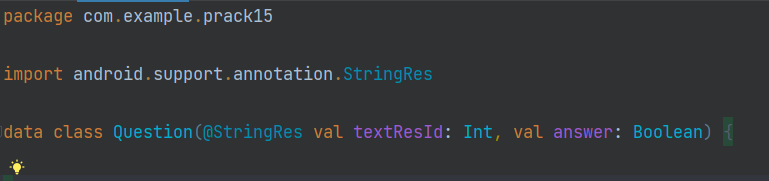 package com.example.prack15
import android.support.annotation.StringRes
data class Question(@StringRes val textResId: Int, val answer: Boolean) {